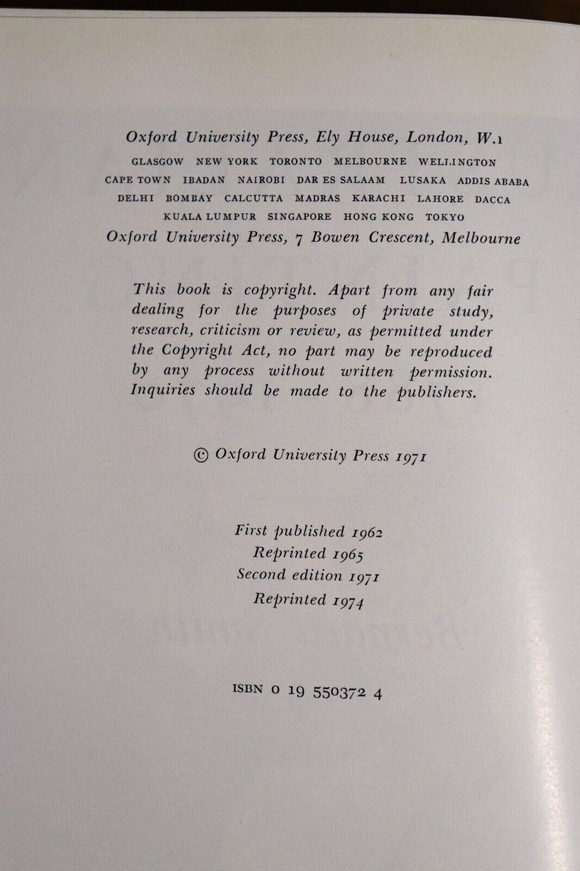 Oxford University Press, Ely House, London, W.1
GLASGOW NEW YORK TORONTO MELBOURNE WELLINGTON
CAPE TOWN IBADAN NAIROBI DAR ES SALAAM LUSAKA ADDIS ABABA
DELHI BOMBAY CALCUTTA MADRAS KARACHI LAHORE DACCA
KUALA LUMPUR SINGAPORE HONG KONG TOKYO
Oxford University Press, 7 Bowen Crescent, Melbourne
This book is copyright. Apart from any fair
dealing for the purposes of private study,
research, criticism or review, as permitted under
the Copyright Act, no part may be reproduced
by any process without written permission.
Inquiries should be made to the publishers.
© Oxford University Press 1971
First published 1962
Reprinted 1965
Second edition 1971
Reprinted 1974
ISBN 0 19 550372 4